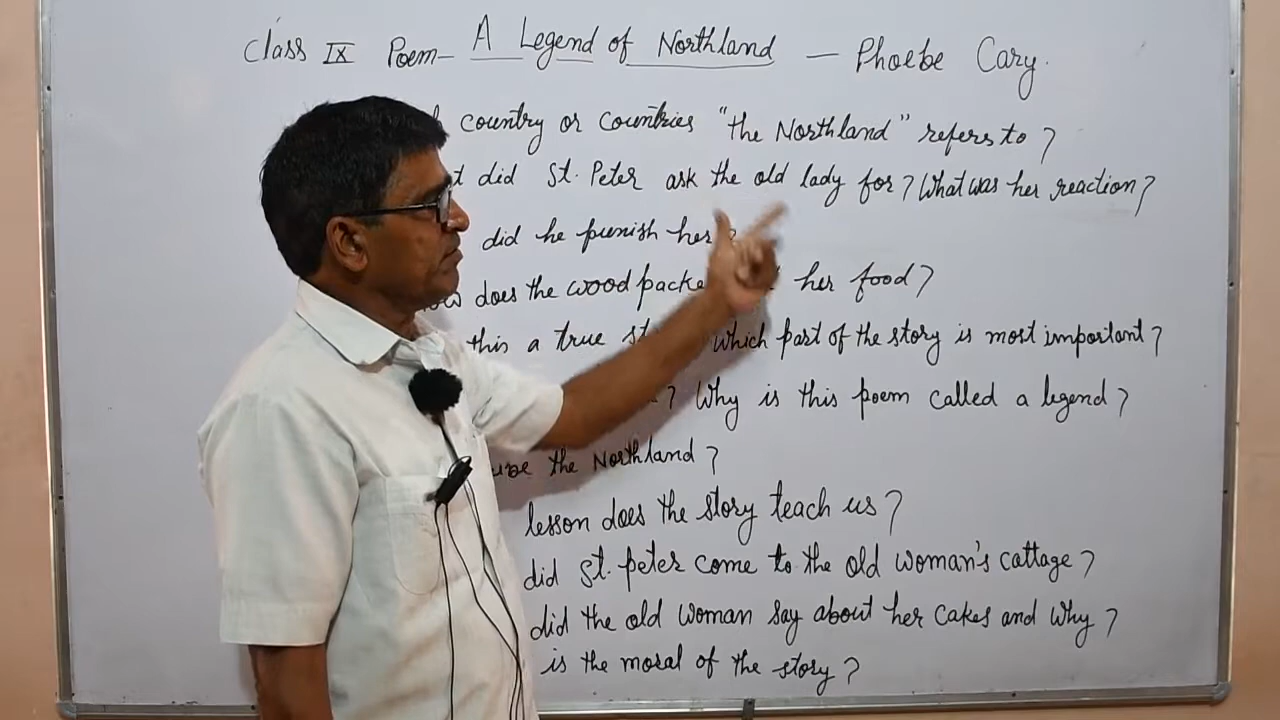 Class IX Poem- A Legend of Northland — Phoebe Cary.
country or countries "the Northland" refers to?
did St. Peter ask the old lady for? What was her reaction?
did he punish her?
does the wood packer her food?
this a true which part of the story is most important?
? Why is this poem called a legend?
the Northland?
lesson does the story teach us?
did St. peter come to the old woman's cattage?
did the old woman say about her cakes and why?
is the moral of the story?